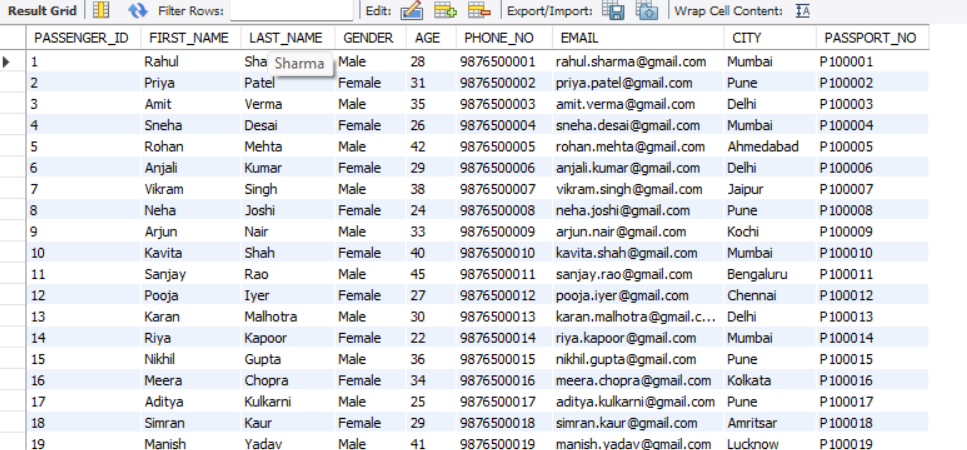 Result Grid Filter Rows: Edit: Export/Import: Wrap Cell Content:
PASSENGER_ID FIRST_NAME LAST_NAME GENDER AGE PHONE_NO EMAIL CITY PASSPORT_NO
1 Rahul Sha Sharma Male 28 9876500001 rahul.sharma@gmail.com Mumbai P100001
2 Priya Patel Female 31 9876500002 priya.patel@gmail.com Pune P100002
3 Amit Verma Male 35 9876500003 amit.verma@gmail.com Delhi P100003
4 Sneha Desai Female 26 9876500004 sneha.desai@gmail.com Mumbai P100004
5 Rohan Mehta Male 42 9876500005 rohan.mehta@gmail.com Ahmedabad P100005
6 Anjali Kumar Female 29 9876500006 anjali.kumar@gmail.com Delhi P100006
7 Vikram Singh Male 38 9876500007 vikram.singh@gmail.com Jaipur P100007
8 Neha Joshi Female 24 9876500008 neha.joshi@gmail.com Pune P100008
9 Arjun Nair Male 33 9876500009 arjun.nair@gmail.com Kochi P100009
10 Kavita Shah Female 40 9876500010 kavita.shah@gmail.com Mumbai P100010
11 Sanjay Rao Male 45 9876500011 sanjay.rao@gmail.com Bengaluru P100011
12 Pooja Iyer Female 27 9876500012 pooja.iyer@gmail.com Chennai P100012
13 Karan Malhotra Male 30 9876500013 karan.malhotra@gmail.c... Delhi P100013
14 Riya Kapoor Female 22 9876500014 riya.kapoor@gmail.com Mumbai P100014
15 Nikhil Gupta Male 36 9876500015 nikhil.gupta@gmail.com Pune P100015
16 Meera Chopra Female 34 9876500016 meera.chopra@gmail.com Kolkata P100016
17 Aditya Kulkarni Male 25 9876500017 aditya.kulkarni@gmail.com Pune P100017
18 Simran Kaur Female 29 9876500018 simran.kaur@gmail.com Amritsar P100018
19 Manish Yadav Male 41 9876500019 manish.yadav@gmail.com Lucknow P100019